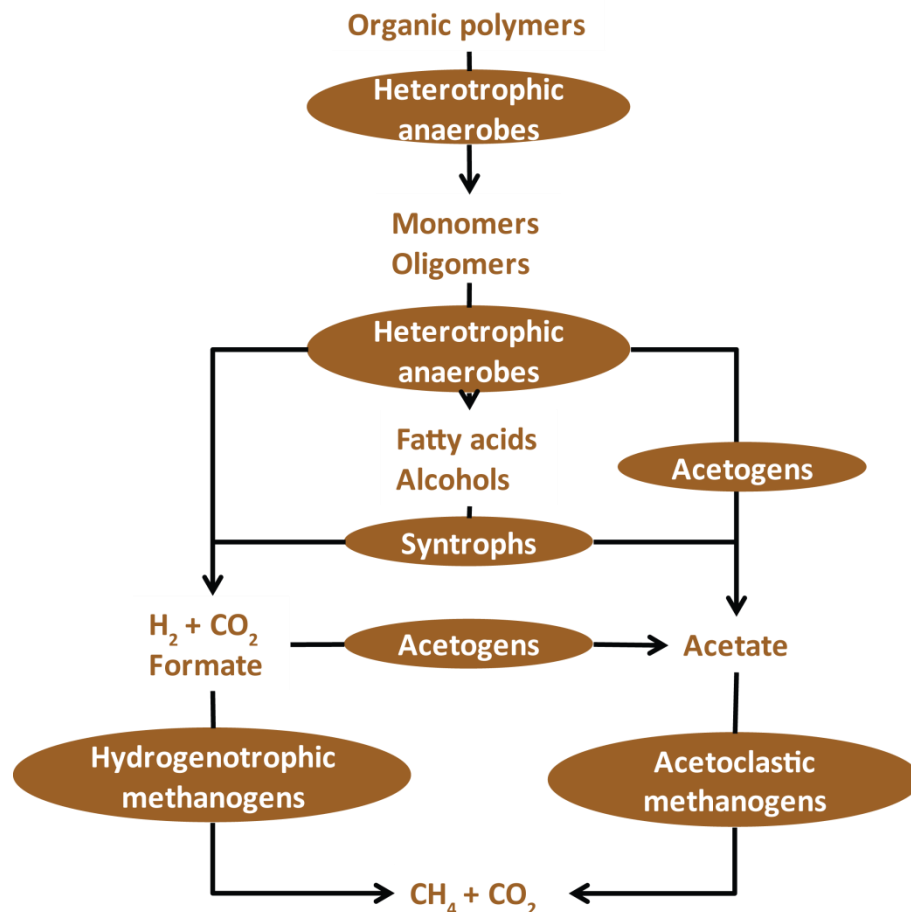 Organic polymers
Heterotrophic
anaerobes
Monomers
Oligomers
Heterotrophic
anaerobes
Fatty acids
Alcohols
Acetogens
Syntrophs
H₂ + CO₂
Formate
Acetogens
Acetate
Hydrogenotrophic
methanogens
Acetoclastic
methanogens
CH₄ + CO₂